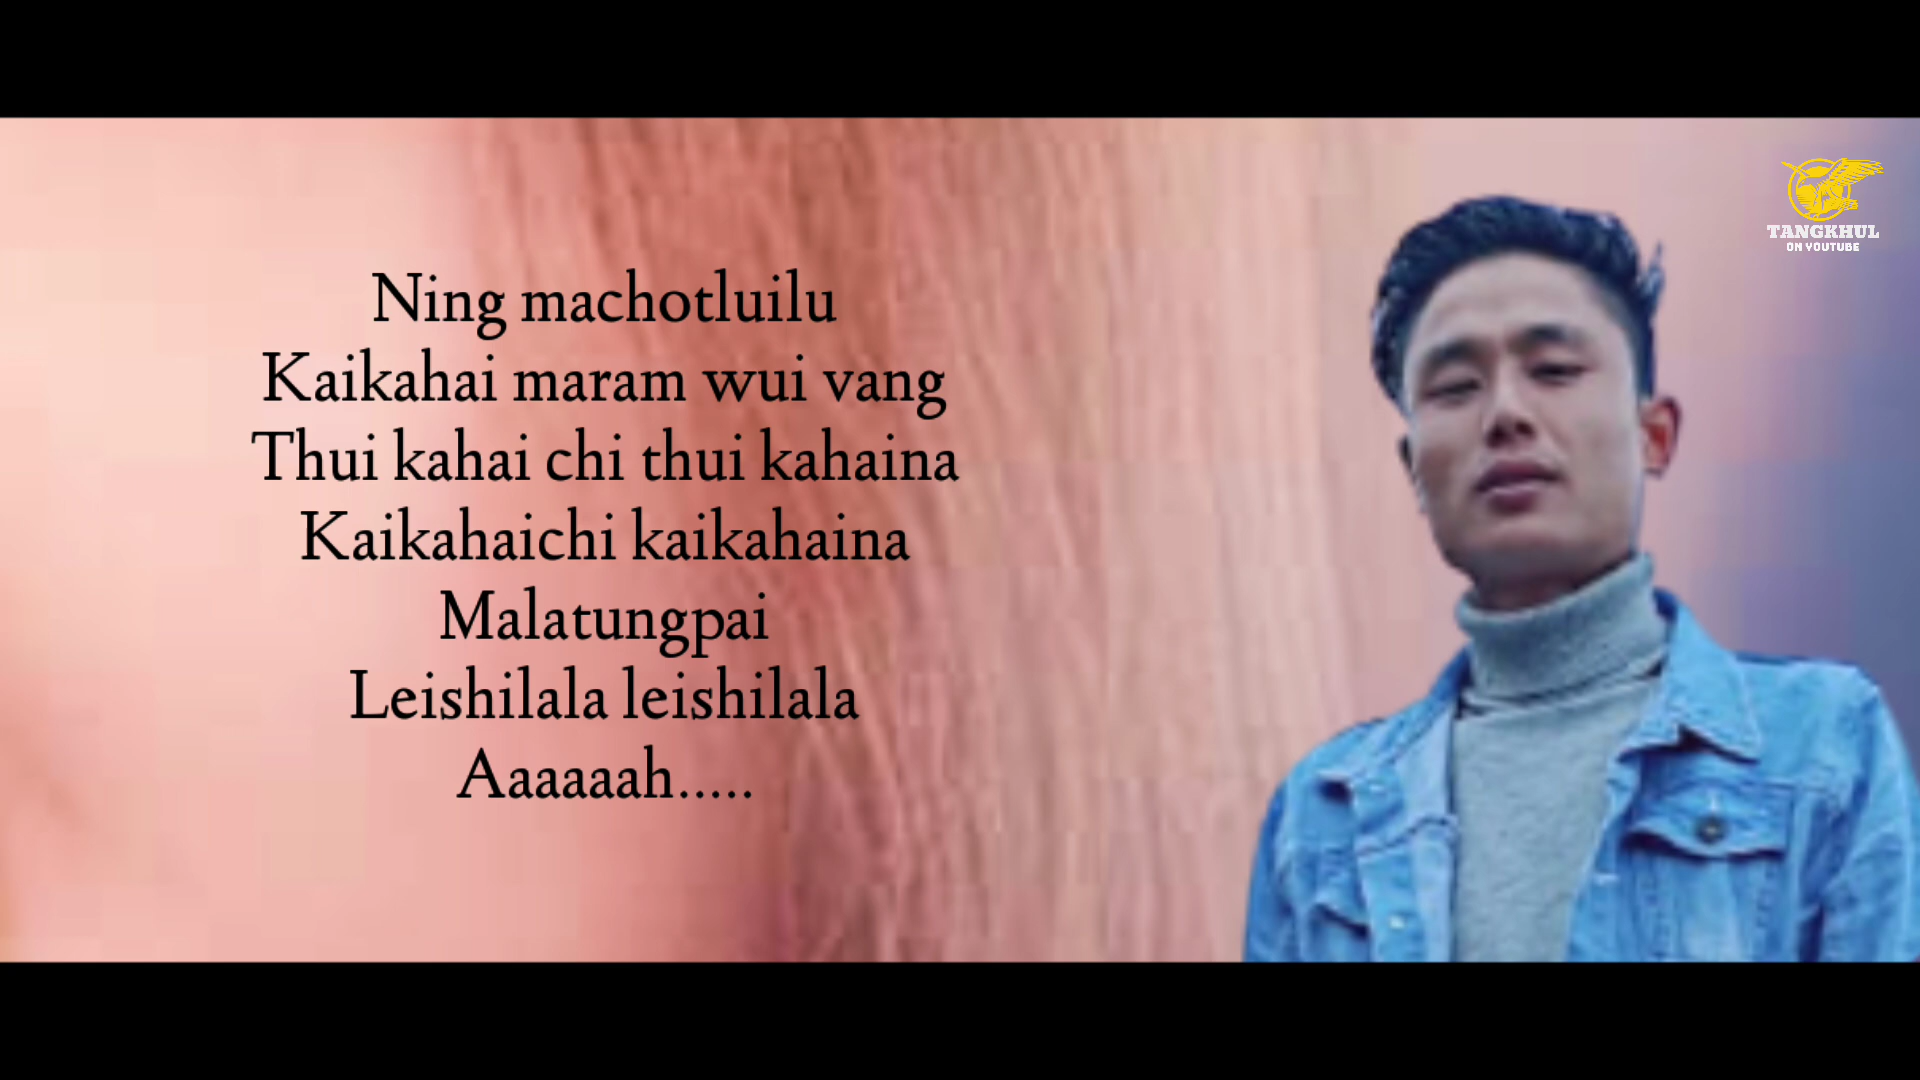 Ning machotluilu
Kaikahai maram wui vang
Thui kahai chi thui kahaina
Kaikahaichi kaikahaina
Malatungpai
Leishilala leishilala
Aaaaaah.....
TANGKHUL
ON YOUTUBE